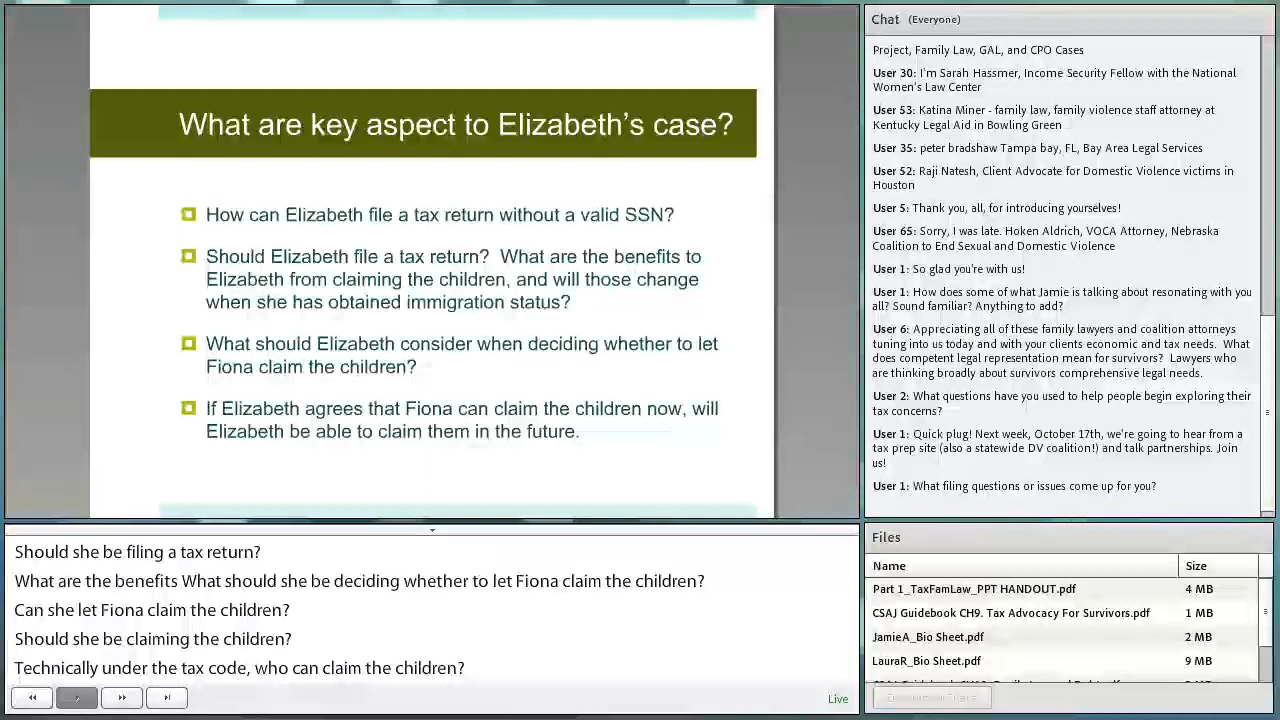 What are key aspect to Elizabeth's case?
How can Elizabeth file a tax return without a valid SSN?
Should Elizabeth file a tax return?  What are the benefits to
Elizabeth from claiming the children, and will those change
when she has obtained immigration status?
What should Elizabeth consider when deciding whether to let
Fiona claim the children?
If Elizabeth agrees that Fiona can claim the children now, will
Elizabeth be able to claim them in the future.
Should she be filing a tax return?
What are the benefits What should she be deciding whether to let Fiona claim the children?
Can she let Fiona claim the children?
Should she be claiming the children?
Technically under the tax code, who can claim the children?
Live
Chat (Everyone)
Project, Family Law, GAL, and CPO Cases
User 30: I'm Sarah Hassmer, Income Security Fellow with the National
Women's Law Center
User 53: Katina Miner - family law, family violence staff attorney at
Kentucky Legal Aid in Bowling Green
User 35: peter bradshaw Tampa bay, FL, Bay Area Legal Services
User 52: Raji Natesh, Client Advocate for Domestic Violence victims in
Houston
User 5: Thank you, all, for introducing yourselves!
User 65: Sorry, I was late. Hoken Aldrich, VOCA Attorney, Nebraska
Coalition to End Sexual and Domestic Violence
User 1: So glad you're with us!
User 1: How does some of what Jamie is talking about resonating with you
all? Sound familiar? Anything to add?
User 6: Appreciating all of these family lawyers and coalition attorneys
tuning into us today and with your clients economic and tax needs.  What
does competent legal representation mean for survivors?  Lawyers who
are thinking broadly about survivors comprehensive legal needs.
User 2: What questions have you used to help people begin exploring their
tax concerns?
User 1: Quick plug! Next week, October 17th, we're going to hear from a
tax prep site (also a statewide DV coalition!) and talk partnerships. Join
us!
User 1: What filing questions or issues come up for you?
Files
Name Size
Part 1_TaxFamLaw_PPT HANDOUT.pdf 4 MB
CSAJ Guidebook CH9. Tax Advocacy For Survivors.pdf 1 MB
JamieA_Bio Sheet.pdf 2 MB
LauraR_Bio Sheet.pdf 9 MB